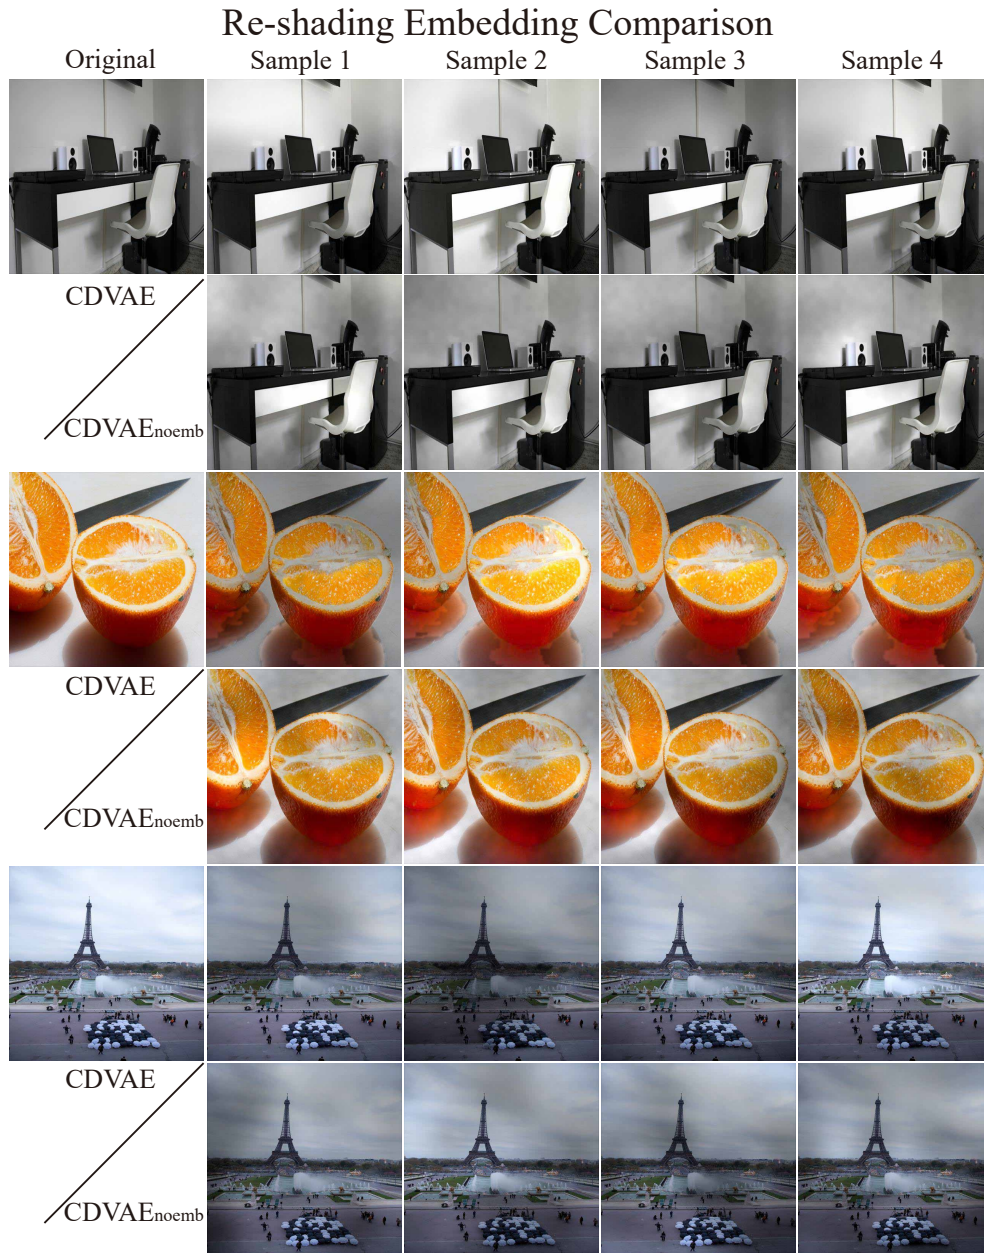 Re-shading Embedding Comparison
Original Sample 1 Sample 2 Sample 3 Sample 4
CDVAE
CDVAEnoemb
CDVAE
CDVAEnoemb
CDVAE
CDVAEnoemb